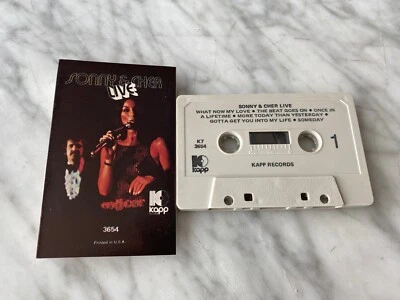 SONNY & CHER
LIVE
Kapp
3654
Printed in U.S.A.
SONNY & CHER LIVE
WHAT NOW MY LOVE • THE BEAT GOES ON • ONCE IN
A LIFETIME • MORE TODAY THAN YESTERDAY •
GOTTA GET YOU INTO MY LIFE • SOMEDAY
K7
3654
1
Kapp
KAPP RECORDS